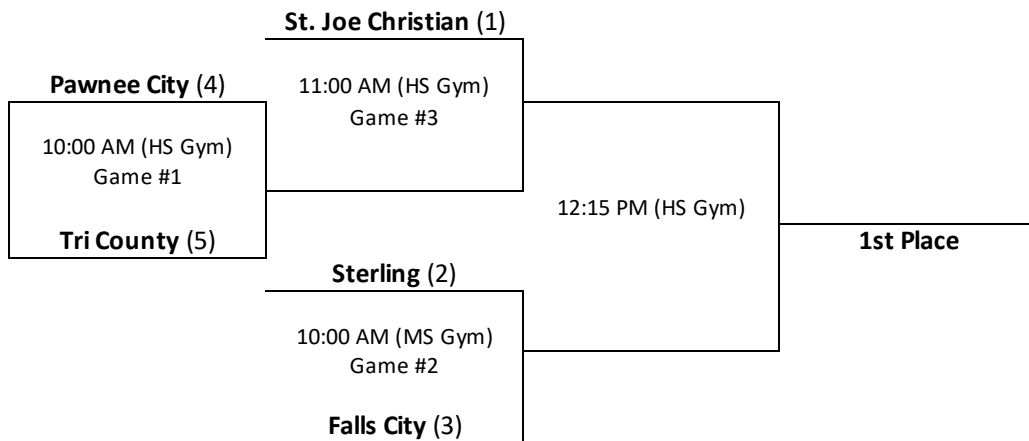 St. Joe Christian (1)
Pawnee City (4)
11:00 AM (HS Gym)
Game #3
10:00 AM (HS Gym)
Game #1
12:15 PM (HS Gym)
Tri County (5)
1st Place
Sterling (2)
10:00 AM (MS Gym)
Game #2
Falls City (3)